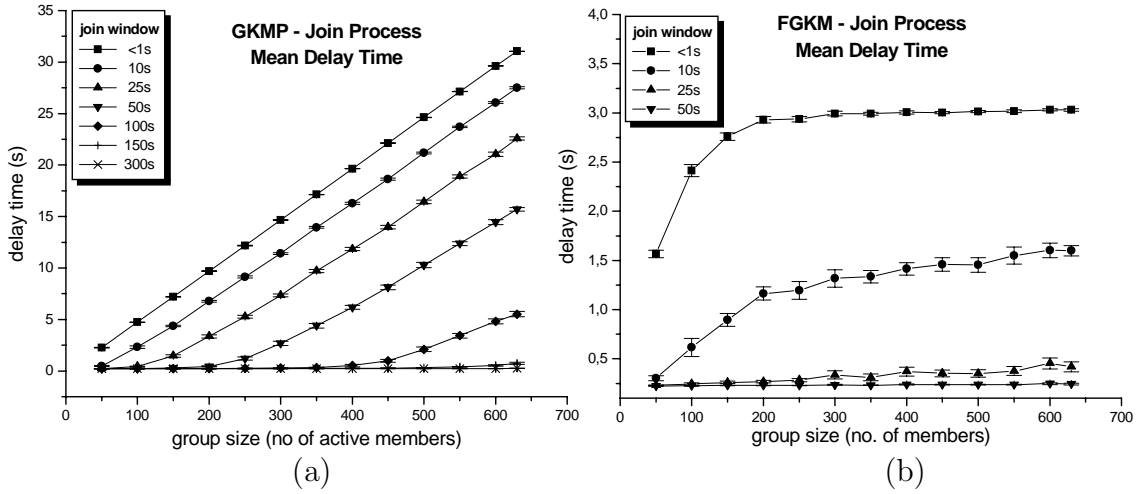 GKMP - Join Process
Mean Delay Time
join window
<1s
10s
25s
50s
100s
150s
300s
35
30
25
20
15
10
5
0
delay time (s)
0 100 200 300 400 500 600 700
group size (no of active members)
(a)
FGKM - Join Process
Mean Delay Time
join window
<1s
10s
25s
50s
4,0
3,5
3,0
2,5
2,0
1,5
1,0
0,5
delay time (s)
0 100 200 300 400 500 600 700
group size (no. of members)
(b)